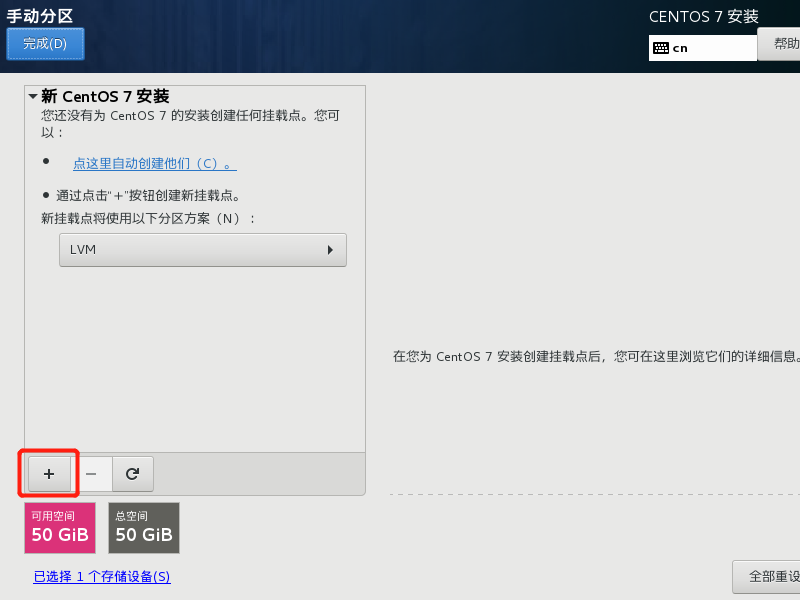 手动分区
CENTOS 7 安装
完成(D)
cn
帮助
新 CentOS 7 安装
您还没有为 CentOS 7 的安装创建任何挂载点。您可
以：
点这里自动创建他们（C）。
通过点击“+”按钮创建新挂载点。
新挂载点将使用以下分区方案（N）：
LVM
在您为 CentOS 7 安装创建挂载点后，您可在这里浏览它们的详细信息。
+
−
可用空间
50 GiB
总空间
50 GiB
已选择 1 个存储设备(S)
全部重设